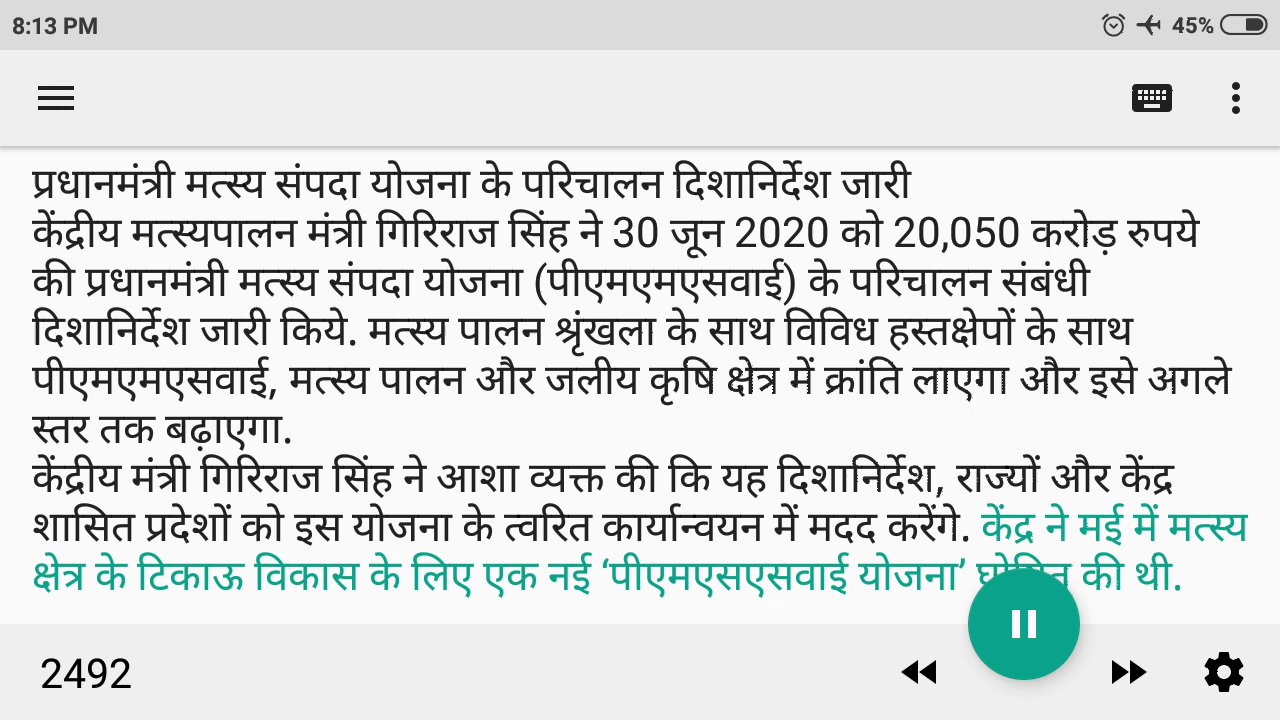 8:13 PM
45%
प्रधानमंत्री मत्स्य संपदा योजना के परिचालन दिशानिर्देश जारी
केंद्रीय मत्स्यपालन मंत्री गिरिराज सिंह ने 30 जून 2020 को 20,050 करोड़ रुपये
की प्रधानमंत्री मत्स्य संपदा योजना (पीएमएमएसवाई) के परिचालन संबंधी
दिशानिर्देश जारी किये. मत्स्य पालन श्रृंखला के साथ विविध हस्तक्षेपों के साथ
पीएमएमएसवाई, मत्स्य पालन और जलीय कृषि क्षेत्र में क्रांति लाएगा और इसे अगले
स्तर तक बढ़ाएगा.
केंद्रीय मंत्री गिरिराज सिंह ने आशा व्यक्त की कि यह दिशानिर्देश, राज्यों और केंद्र
शासित प्रदेशों को इस योजना के त्वरित कार्यान्वयन में मदद करेंगे. केंद्र ने मई में मत्स्य
क्षेत्र के टिकाऊ विकास के लिए एक नई ‘पीएमएसएसवाई योजना’ घोषित की थी.
2492